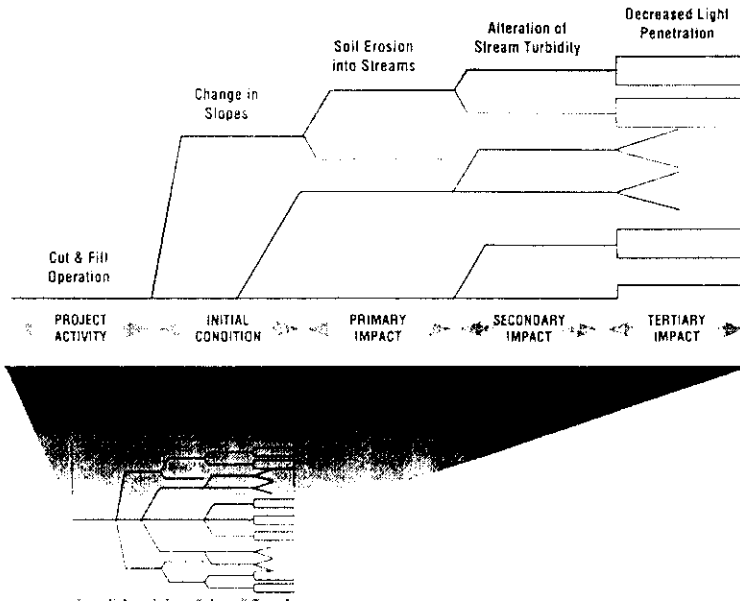 Decreased Light
Penetration
Alteration of
Stream Turbidity
Soil Erosion
into Streams
Change in
Slopes
Cut & Fill
Operation
PROJECT
ACTIVITY
INITIAL
CONDITION
PRIMARY
IMPACT
SECONDARY
IMPACT
TERTIARY
IMPACT